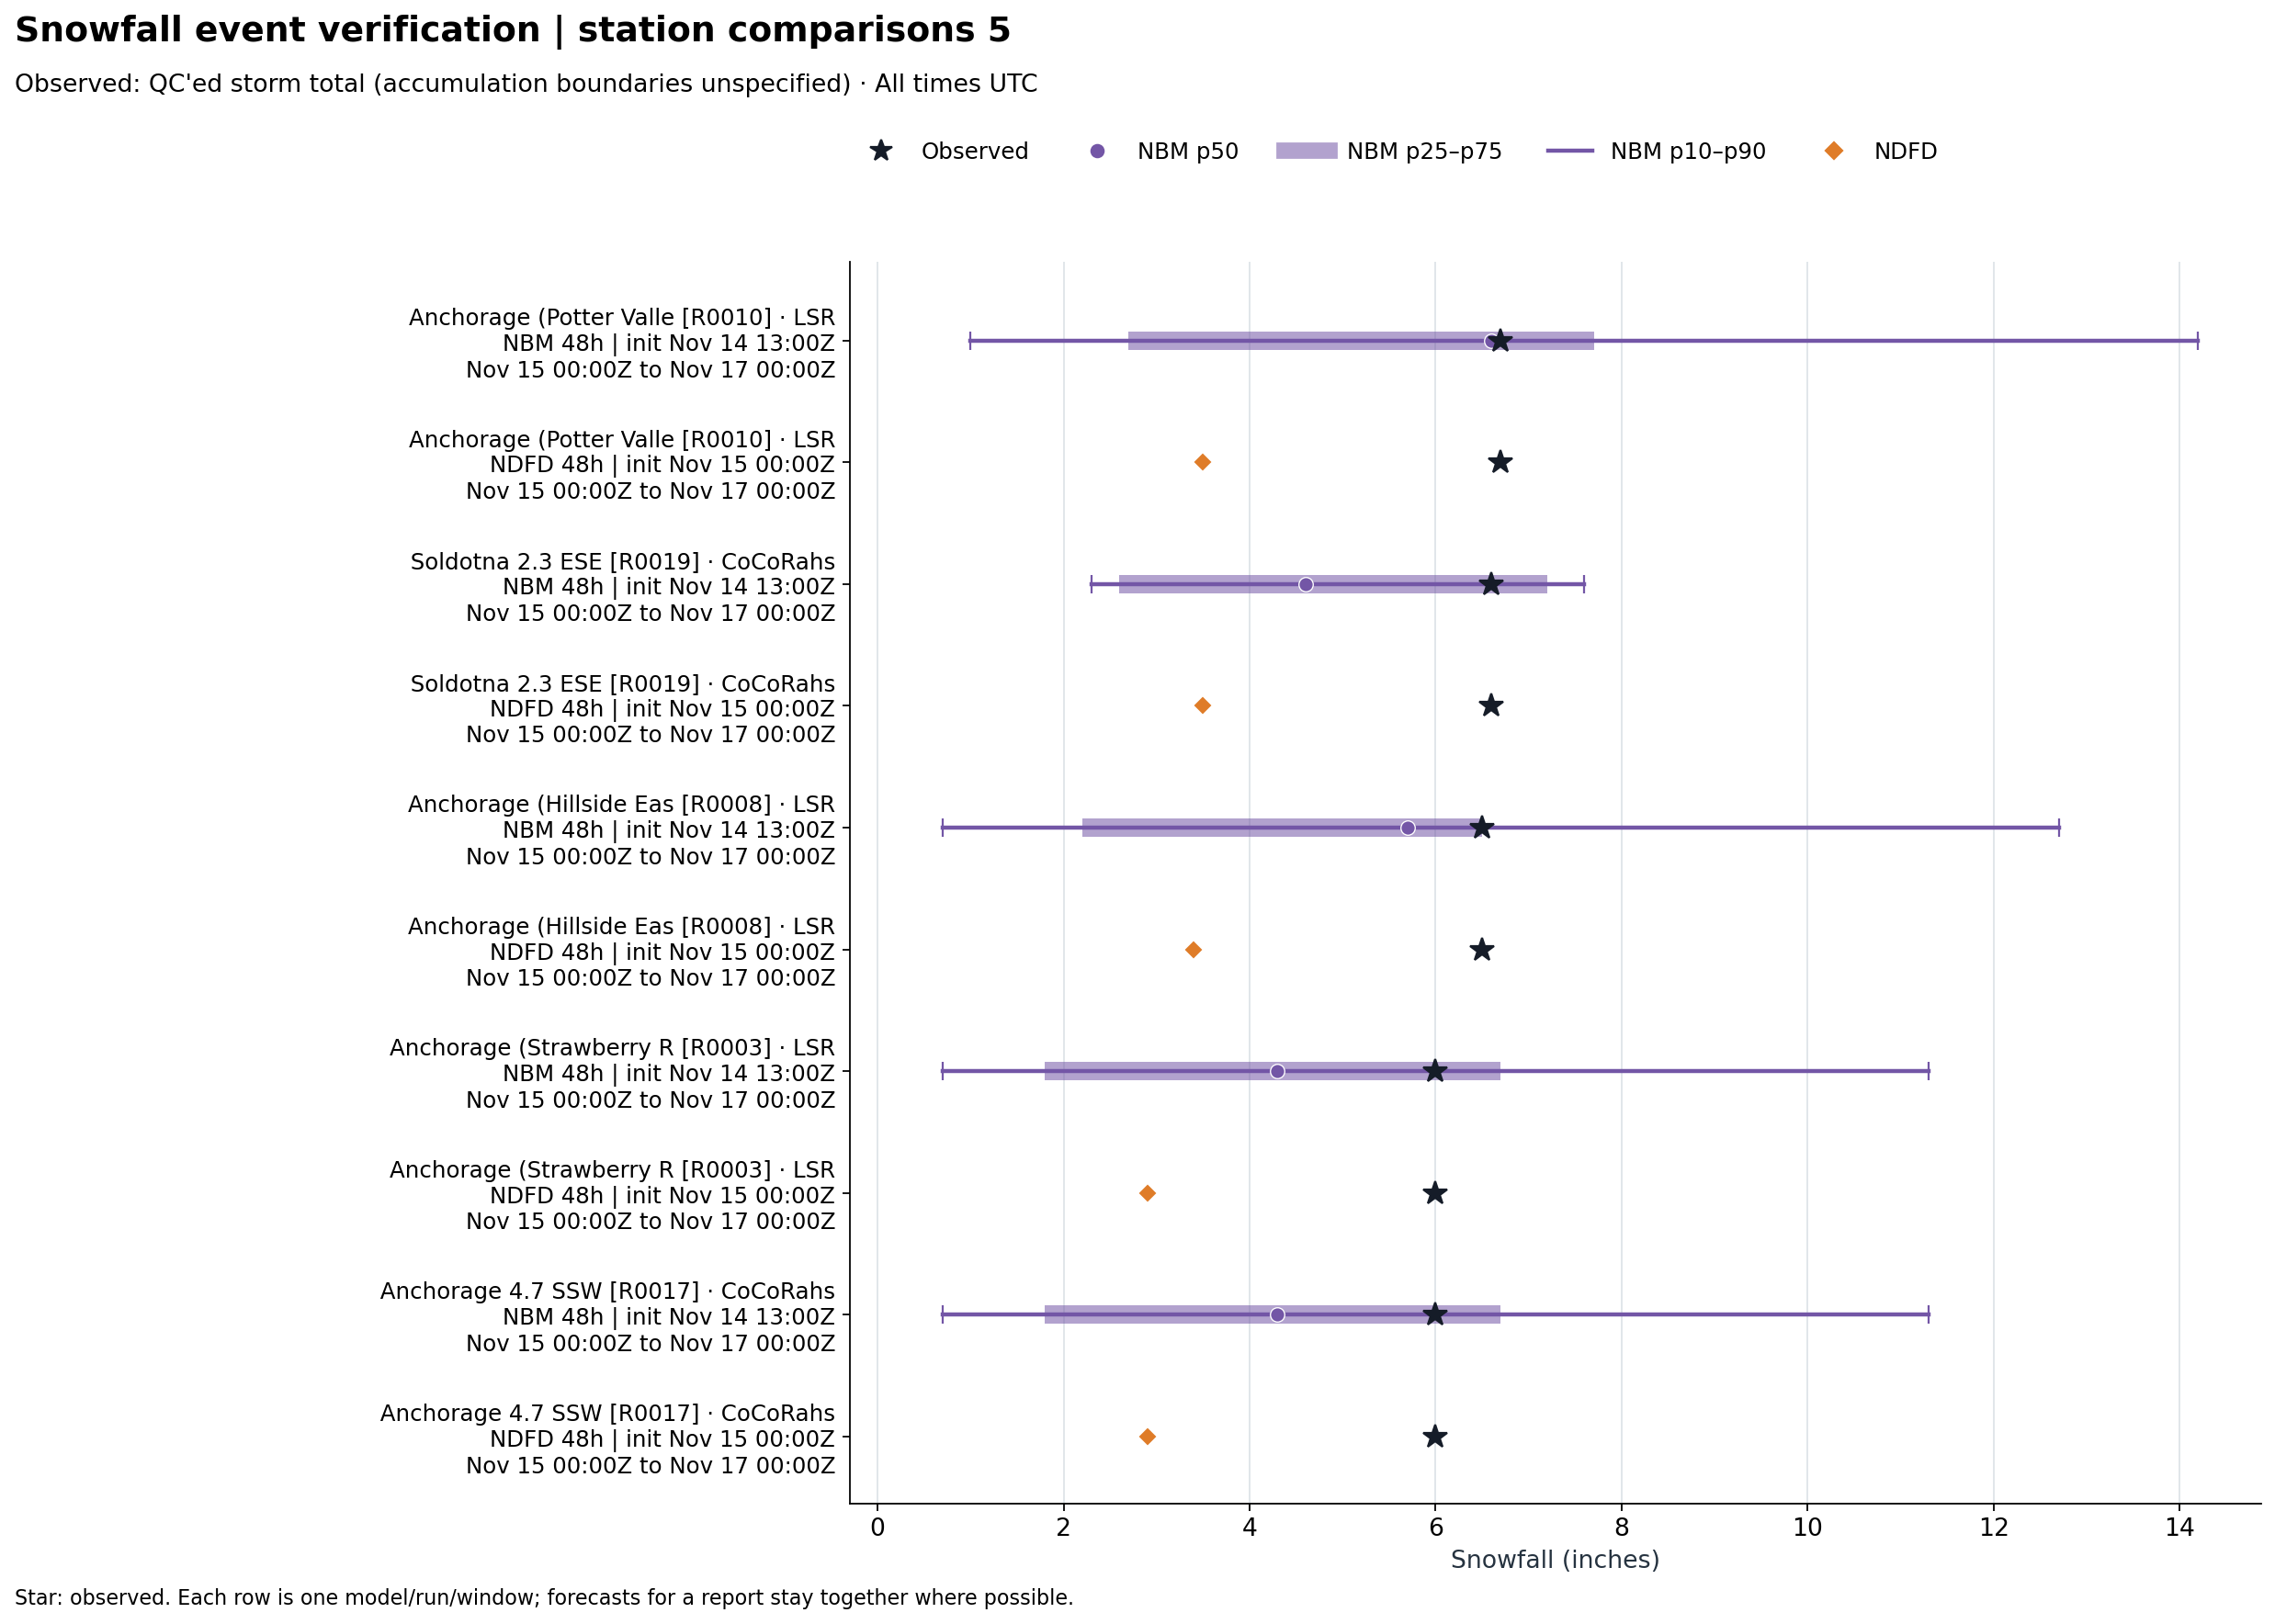 Snowfall event verification | station comparisons 5
Observed: QC'ed storm total (accumulation boundaries unspecified) · All times UTC
Observed NBM p50 NBM p25–p75 NBM p10–p90 NDFD
Anchorage (Potter Valle [R0010] · LSR
NBM 48h | init Nov 14 13:00Z
Nov 15 00:00Z to Nov 17 00:00Z
Anchorage (Potter Valle [R0010] · LSR
NDFD 48h | init Nov 15 00:00Z
Nov 15 00:00Z to Nov 17 00:00Z
Soldotna 2.3 ESE [R0019] · CoCoRahs
NBM 48h | init Nov 14 13:00Z
Nov 15 00:00Z to Nov 17 00:00Z
Soldotna 2.3 ESE [R0019] · CoCoRahs
NDFD 48h | init Nov 15 00:00Z
Nov 15 00:00Z to Nov 17 00:00Z
Anchorage (Hillside Eas [R0008] · LSR
NBM 48h | init Nov 14 13:00Z
Nov 15 00:00Z to Nov 17 00:00Z
Anchorage (Hillside Eas [R0008] · LSR
NDFD 48h | init Nov 15 00:00Z
Nov 15 00:00Z to Nov 17 00:00Z
Anchorage (Strawberry R [R0003] · LSR
NBM 48h | init Nov 14 13:00Z
Nov 15 00:00Z to Nov 17 00:00Z
Anchorage (Strawberry R [R0003] · LSR
NDFD 48h | init Nov 15 00:00Z
Nov 15 00:00Z to Nov 17 00:00Z
Anchorage 4.7 SSW [R0017] · CoCoRahs
NBM 48h | init Nov 14 13:00Z
Nov 15 00:00Z to Nov 17 00:00Z
Anchorage 4.7 SSW [R0017] · CoCoRahs
NDFD 48h | init Nov 15 00:00Z
Nov 15 00:00Z to Nov 17 00:00Z
0 2 4 6 8 10 12 14
Snowfall (inches)
Star: observed. Each row is one model/run/window; forecasts for a report stay together where possible.